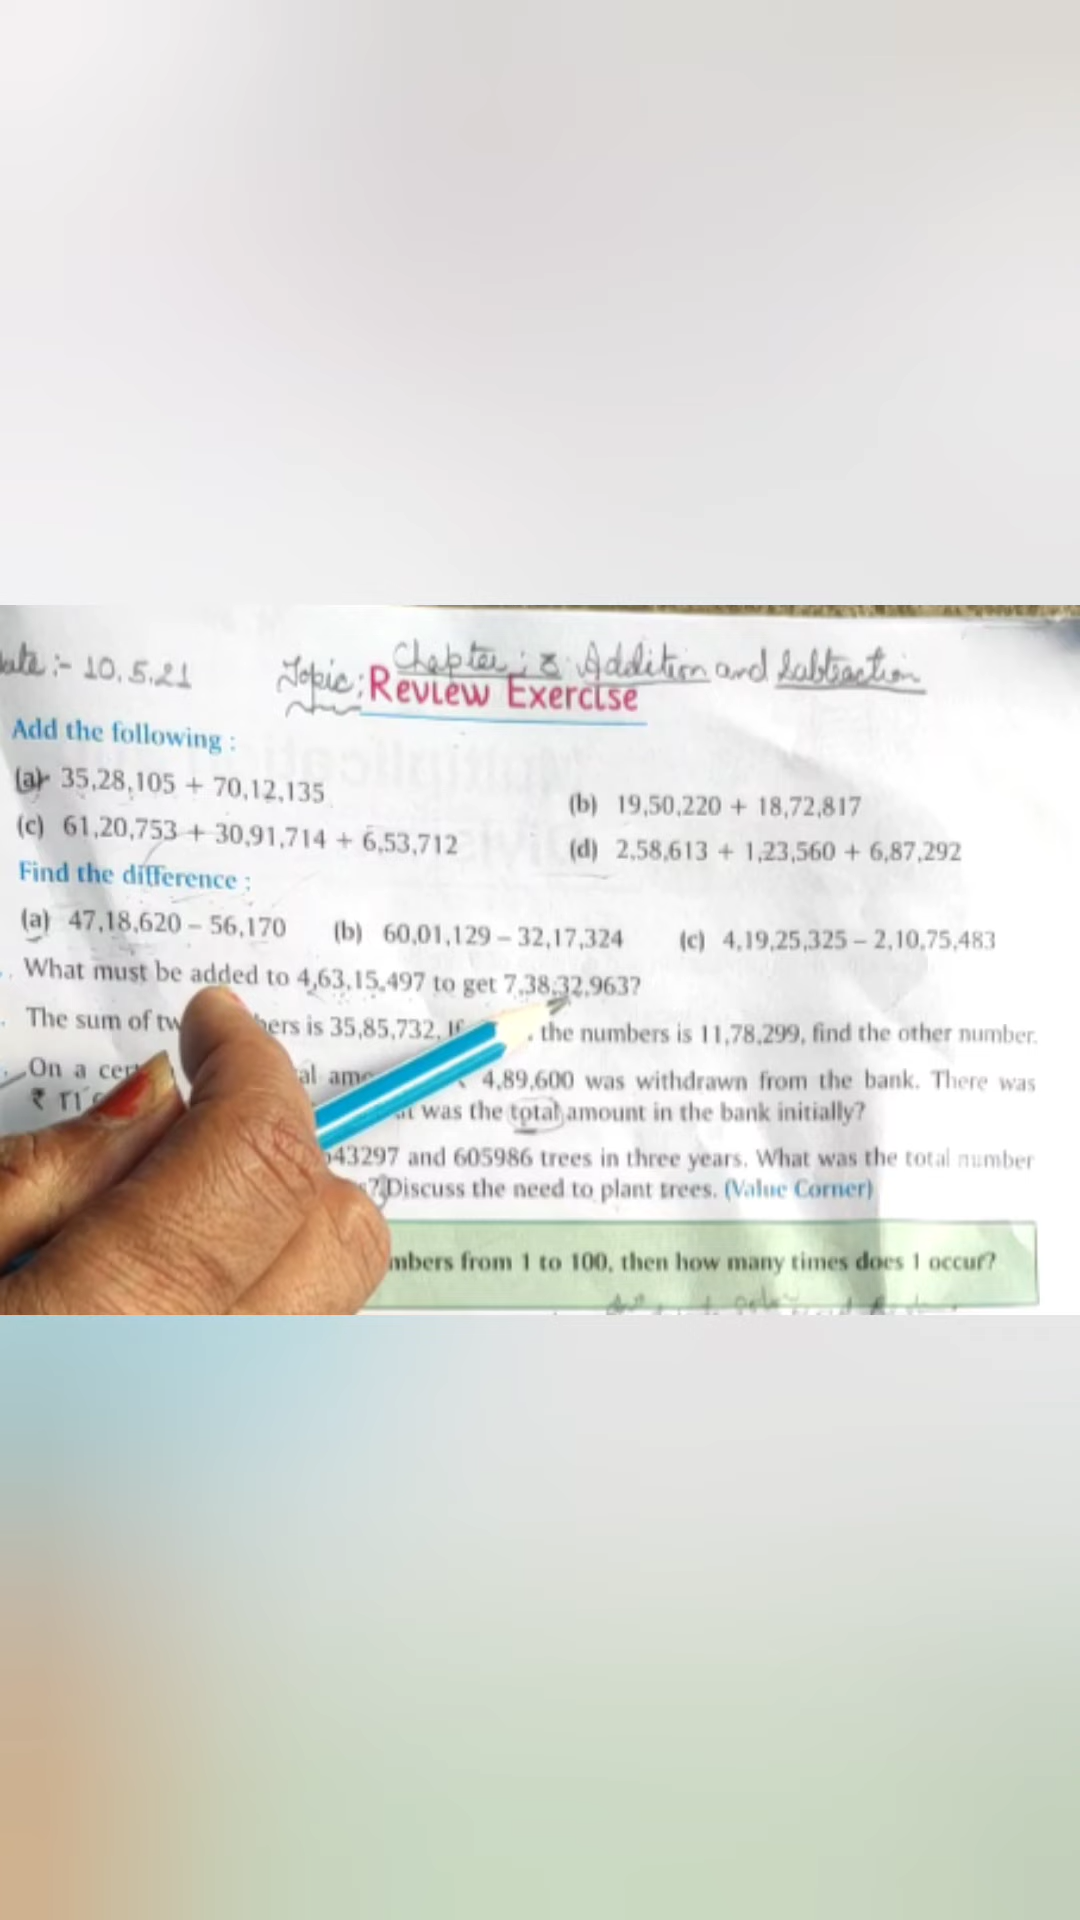 ate :- 10.5.21
Chapter : 3 Addition and Subtraction
Topic: Review Exercise
Add the following :
(a) 35,28,105 + 70,12,135
(b) 19,50,220 + 18,72,817
(c) 61,20,753 + 30,91,714 + 6,53,712
(d) 2,58,613 + 1,23,560 + 6,87,292
Find the difference :
(a) 47,18,620 – 56,170 (b) 60,01,129 – 32,17,324 (c) 4,19,25,325 – 2,10,75,483
What must be added to 4,63,15,497 to get 7,38,32,963?
The sum of tw bers is 35,85,732. If the numbers is 11,78,299, find the other number.
On a cer al amo 4,89,600 was withdrawn from the bank. There was
₹ was the total amount in the bank initially?
43297 and 605986 trees in three years. What was the total number
s? Discuss the need to plant trees. (Value Corner)
mbers from 1 to 100, then how many times does 1 occur?